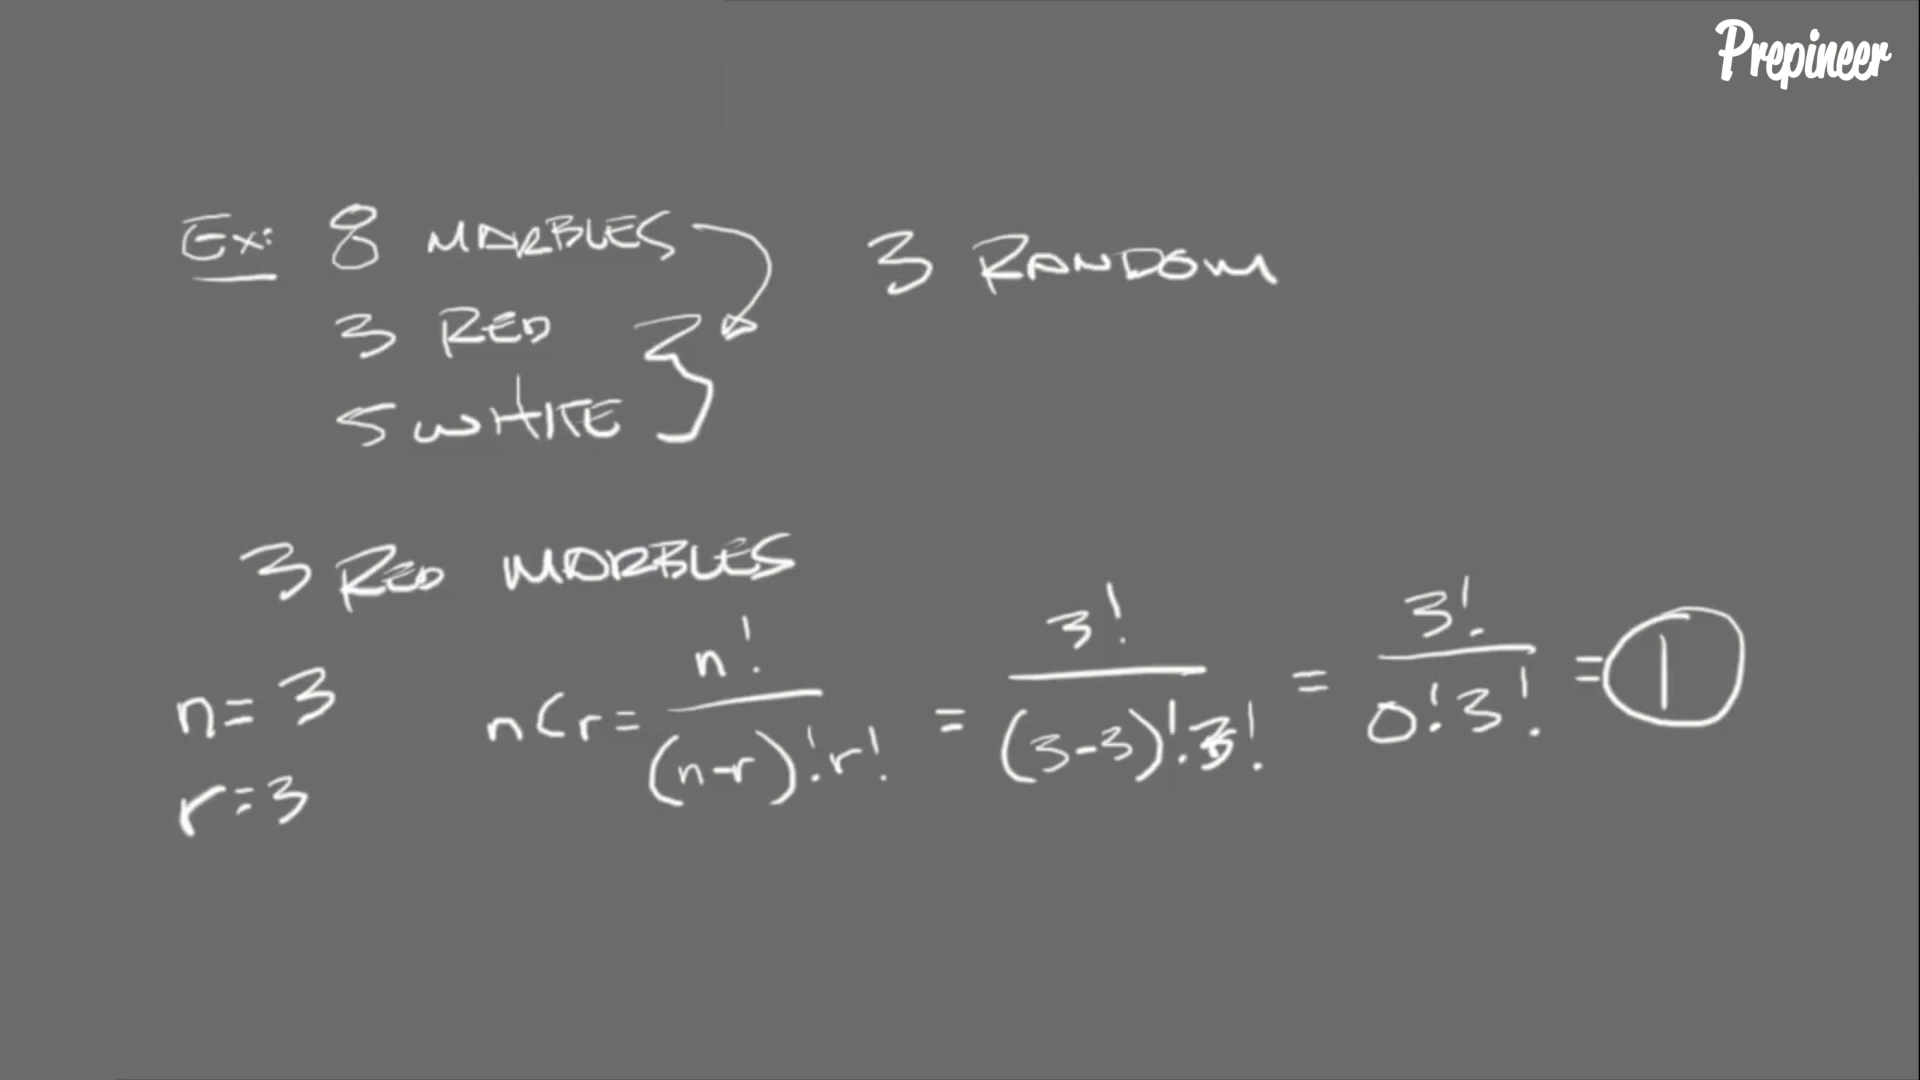 Prepineer
Ex: 8 MARBLES
3 RANDOM
3 RED
5 WHITE
3 RED MARBLES
n = 3
nCr = n! / (n-r)! r! = 3! / (3-3)! · 3! = 3! / 0! 3! = 1
r = 3